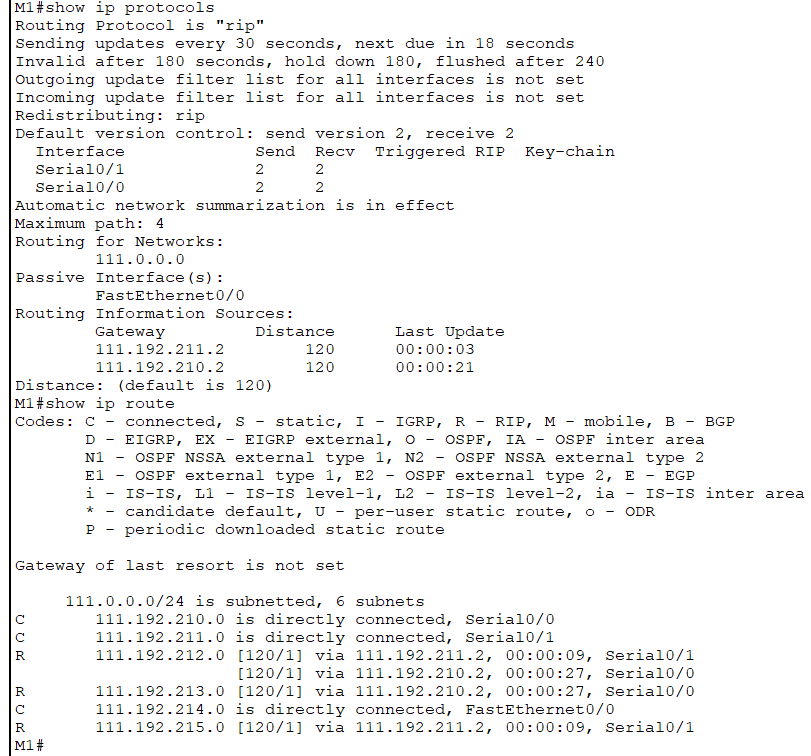 M1#show ip protocols
Routing Protocol is "rip"
Sending updates every 30 seconds, next due in 18 seconds
Invalid after 180 seconds, hold down 180, flushed after 240
Outgoing update filter list for all interfaces is not set
Incoming update filter list for all interfaces is not set
Redistributing: rip
Default version control: send version 2, receive 2
  Interface             Send  Recv  Triggered RIP  Key-chain
  Serial0/1             2     2
  Serial0/0             2     2
Automatic network summarization is in effect
Maximum path: 4
Routing for Networks:
        111.0.0.0
Passive Interface(s):
        FastEthernet0/0
Routing Information Sources:
        Gateway         Distance      Last Update
        111.192.211.2        120      00:00:03
        111.192.210.2        120      00:00:21
Distance: (default is 120)
M1#show ip route
Codes: C - connected, S - static, I - IGRP, R - RIP, M - mobile, B - BGP
       D - EIGRP, EX - EIGRP external, O - OSPF, IA - OSPF inter area
       N1 - OSPF NSSA external type 1, N2 - OSPF NSSA external type 2
       E1 - OSPF external type 1, E2 - OSPF external type 2, E - EGP
       i - IS-IS, L1 - IS-IS level-1, L2 - IS-IS level-2, ia - IS-IS inter area
       * - candidate default, U - per-user static route, o - ODR
       P - periodic downloaded static route
Gateway of last resort is not set
     111.0.0.0/24 is subnetted, 6 subnets
C       111.192.210.0 is directly connected, Serial0/0
C       111.192.211.0 is directly connected, Serial0/1
R       111.192.212.0 [120/1] via 111.192.211.2, 00:00:09, Serial0/1
                      [120/1] via 111.192.210.2, 00:00:27, Serial0/0
R       111.192.213.0 [120/1] via 111.192.210.2, 00:00:27, Serial0/0
C       111.192.214.0 is directly connected, FastEthernet0/0
R       111.192.215.0 [120/1] via 111.192.211.2, 00:00:09, Serial0/1
M1#